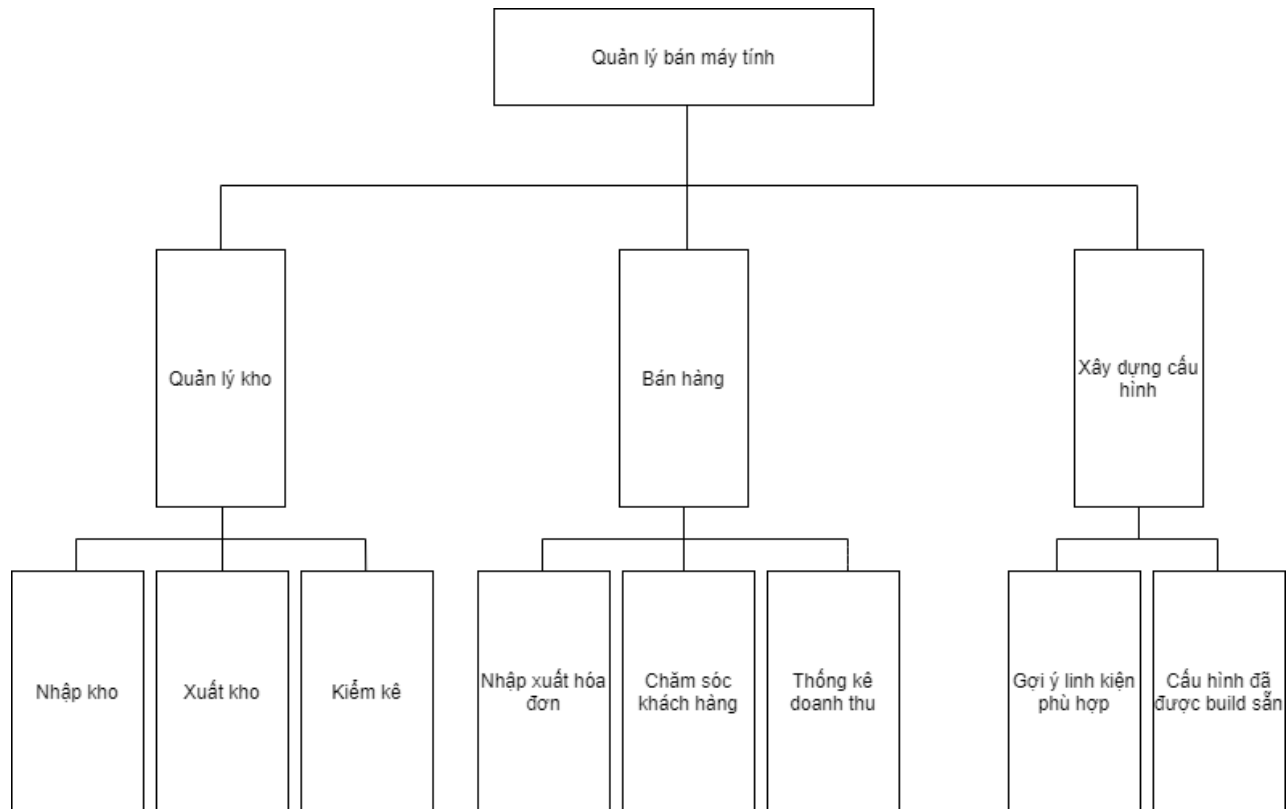 Quản lý bán máy tính
Quản lý kho
Bán hàng
Xây dựng cấu
hình
Nhập kho
Xuất kho
Kiểm kê
Nhập xuất hóa
đơn
Chăm sóc
khách hàng
Thống kê
doanh thu
Gợi ý linh kiện
phù hợp
Cấu hình đã
được build sẵn